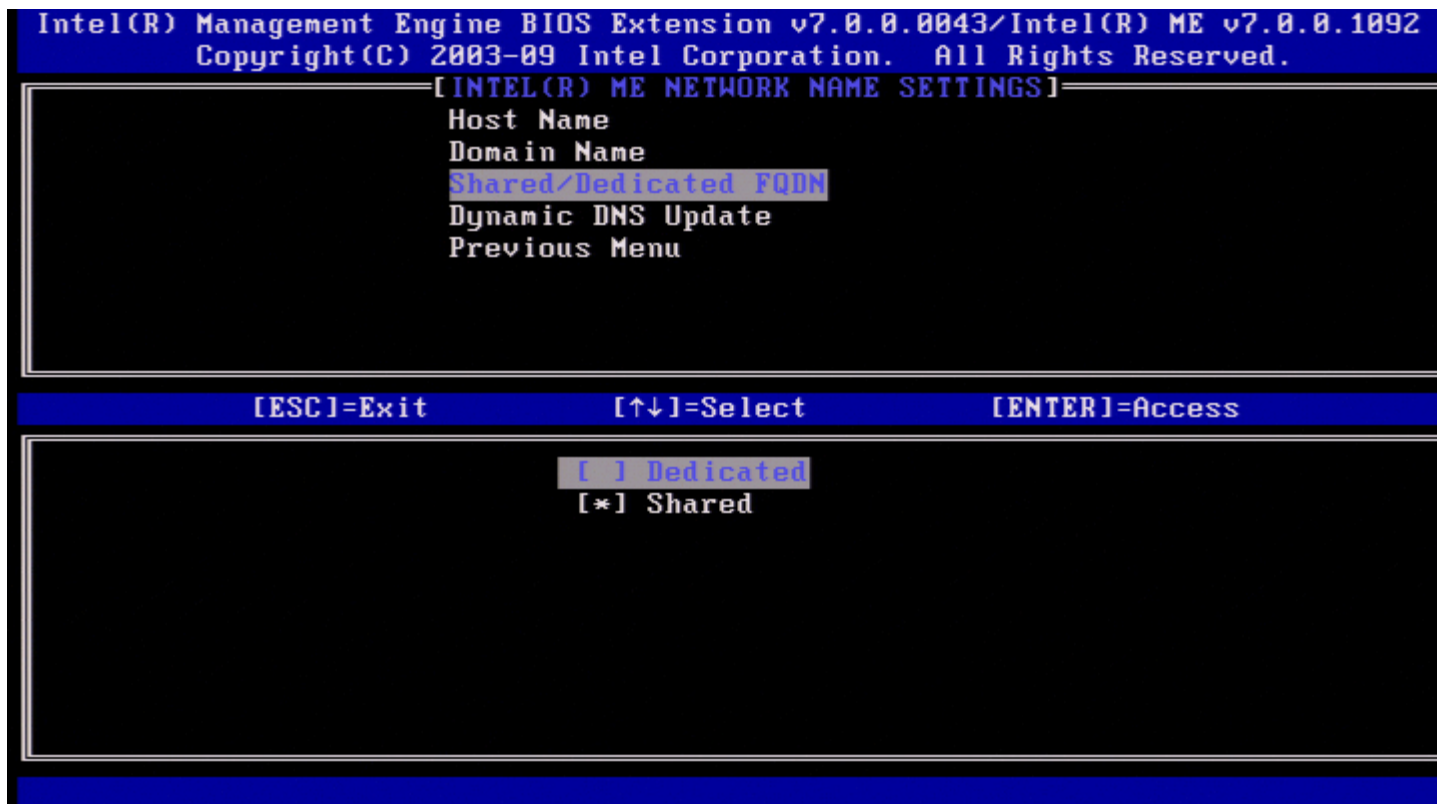 Intel(R) Management Engine BIOS Extension v7.0.0.0043/Intel(R) ME v7.0.0.1092
Copyright(C) 2003-09 Intel Corporation. All Rights Reserved.
[INTEL(R) ME NETWORK NAME SETTINGS]
Host Name
Domain Name
Shared/Dedicated FQDN
Dynamic DNS Update
Previous Menu
[ESC]=Exit [↑↓]=Select [ENTER]=Access
[ ] Dedicated
[*] Shared